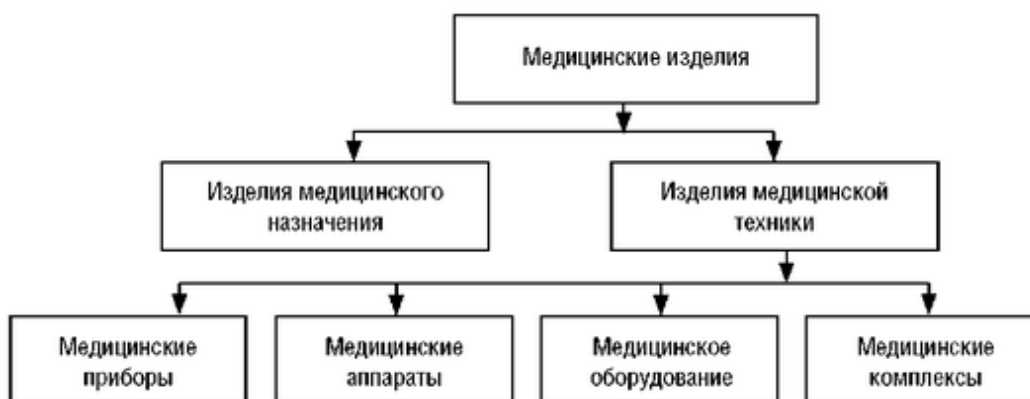 Медицинские изделия
Изделия медицинского
назначения
Изделия медицинской
техники
Медицинские
приборы
Медицинские
аппараты
Медицинское
оборудование
Медицинские
комплексы